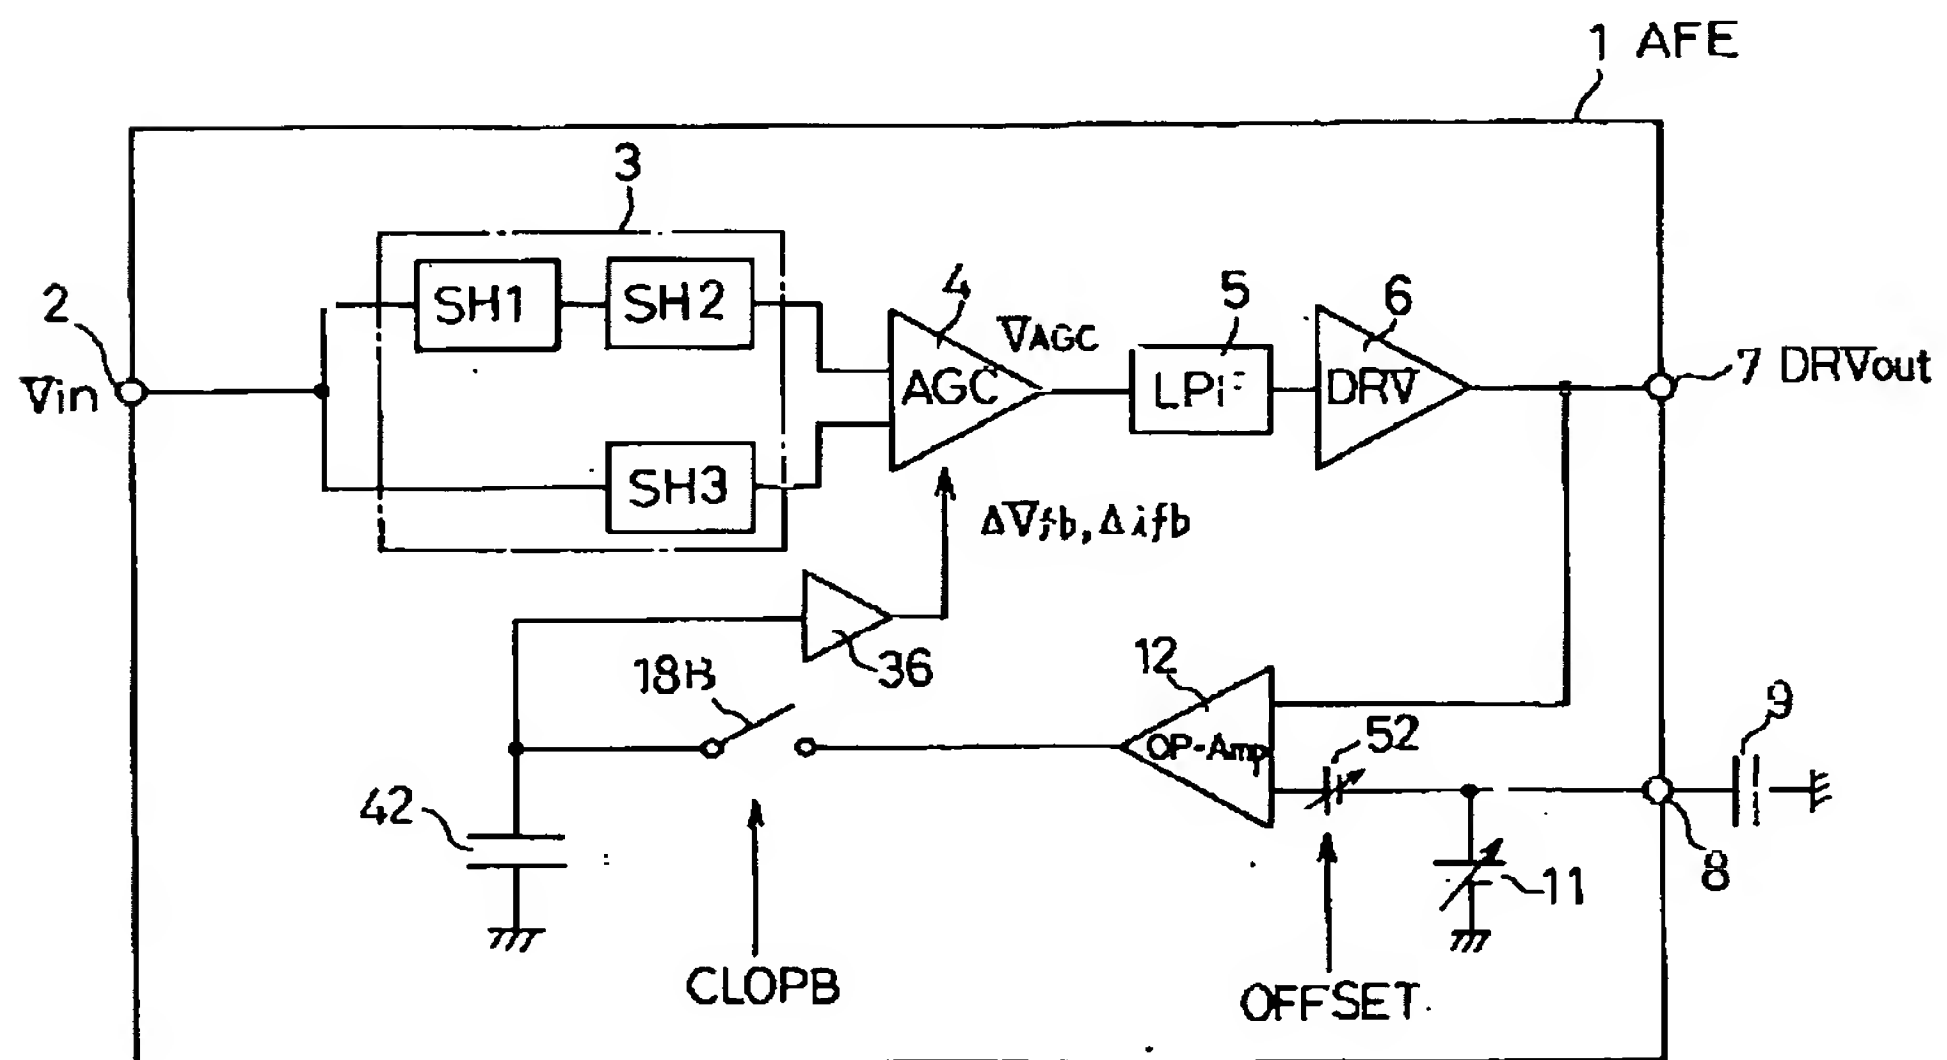 1 AFE
3
SH1
SH2
4
VAGC
5
6
2
Vin
AGC
LPF
DRV
7 DRVout
SH3
ΔVfb, Δifb
36
18B
12
OP-Amp
52
9
42
8
11
CLOPB
OFFSET